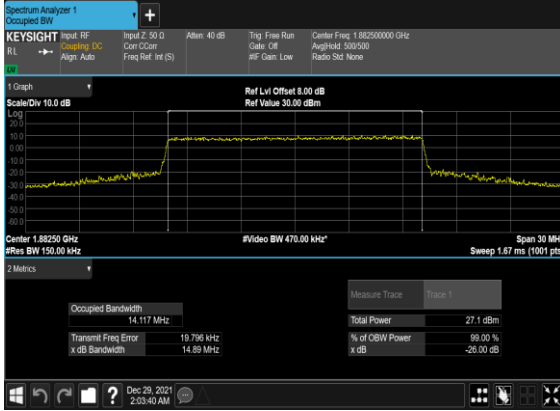 Spectrum Analyzer 1
Occupied BW
+
KEYSIGHT Input: RF Input Z: 50 Ω Atten: 40 dB Trig: Free Run Center Freq: 1.882500000 GHz
RL Coupling: DC Corr CCorr Gate: Off Avg|Hold: 500/500
Align: Auto Freq Ref: Int (S) #IF Gain: Low Radio Std: None
LXI
1 Graph Ref Lvl Offset 8.00 dB
Scale/Div 10.0 dB Ref Value 30.00 dBm
Log
20.0
10.0
0.00
-10.0
-20.0
-30.0
-40.0
-50.0
-60.0
Center 1.88250 GHz #Video BW 470.00 kHz* Span 30 MH
#Res BW 150.00 kHz Sweep 1.67 ms (1001 pts
2 Metrics
Measure Trace Trace 1
Occupied Bandwidth
14.117 MHz Total Power 27.1 dBm
Transmit Freq Error 19.796 kHz % of OBW Power 99.00 %
x dB Bandwidth 14.89 MHz x dB -26.00 dB
? Dec 29, 2021
2:03:40 AM